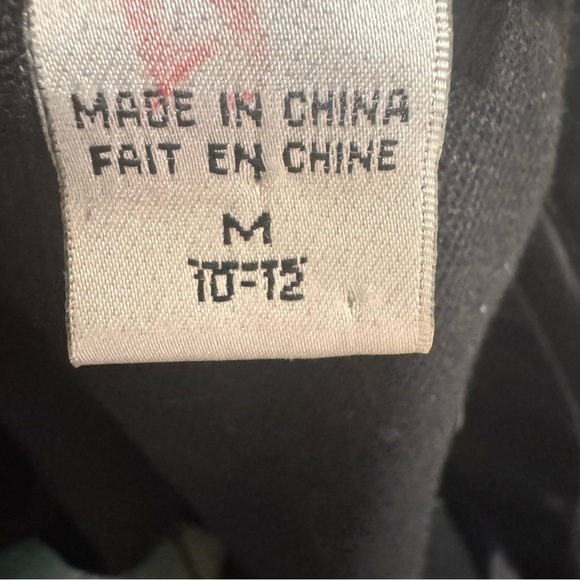 MADE IN CHINA
FAIT EN CHINE
M
10-12